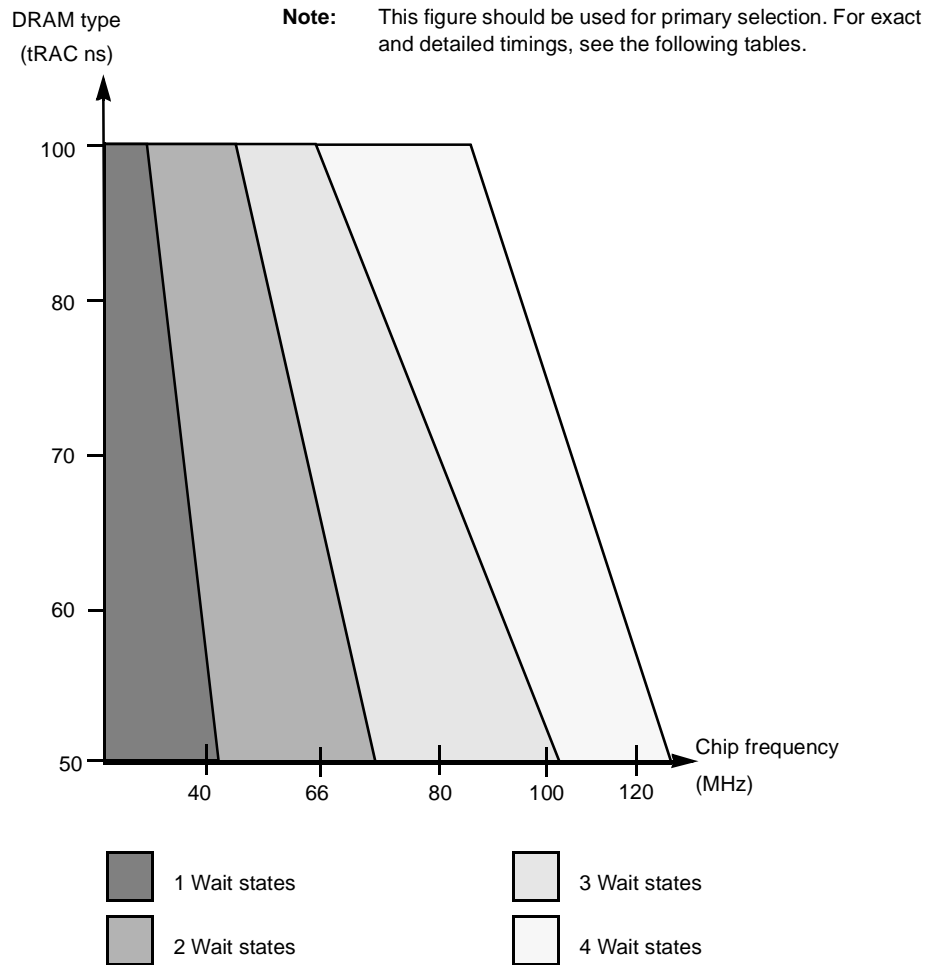 DRAM type
(tRAC ns)
Note: This figure should be used for primary selection. For exact
and detailed timings, see the following tables.
100
80
70
60
50
40 66 80 100 120
Chip frequency
(MHz)
1 Wait states
2 Wait states
3 Wait states
4 Wait states